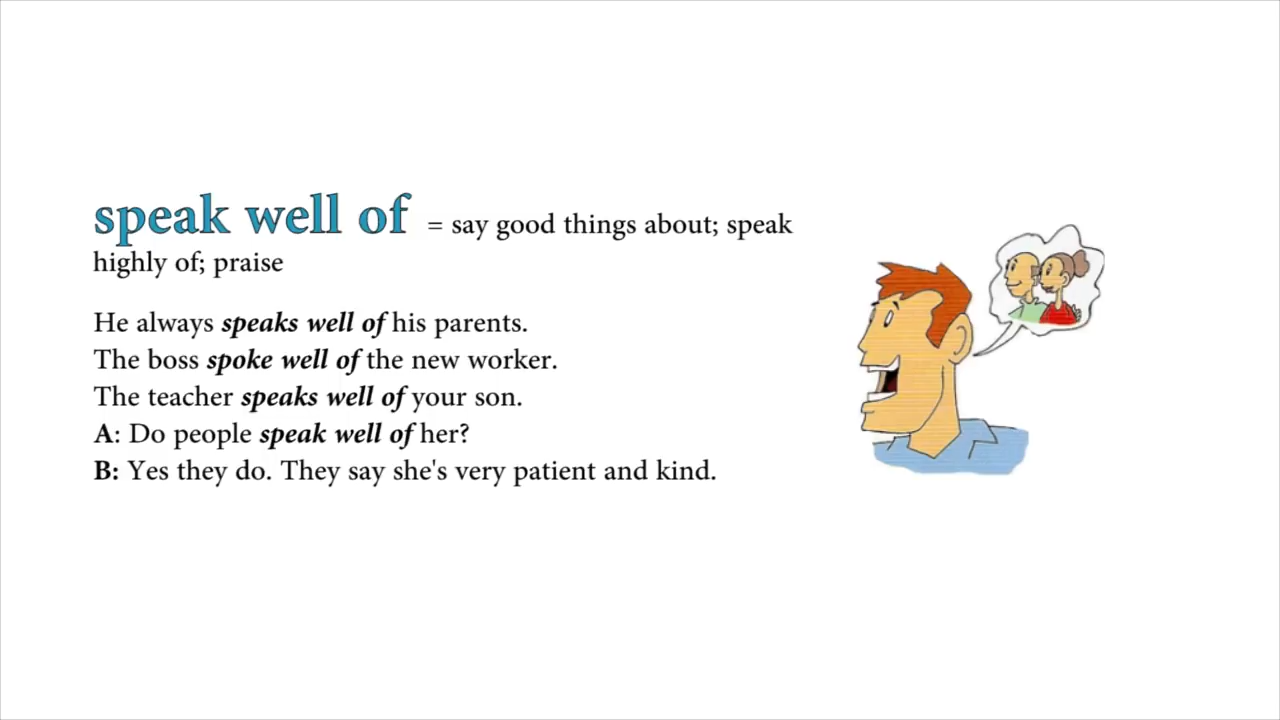 speak well of = say good things about; speak
highly of; praise
He always speaks well of his parents.
The boss spoke well of the new worker.
The teacher speaks well of your son.
A: Do people speak well of her?
B: Yes they do. They say she's very patient and kind.